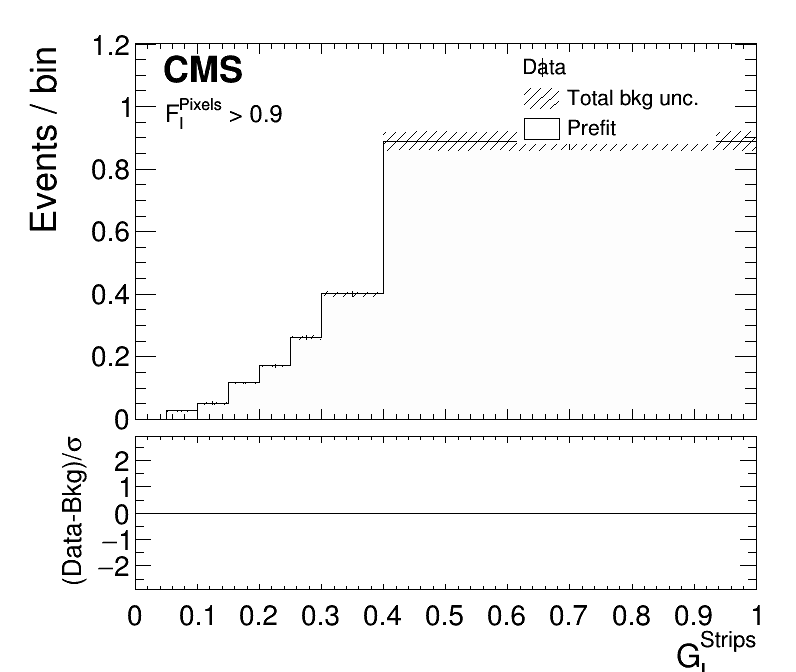 CMS
F_I^Pixels > 0.9
Data
Total bkg unc.
Prefit
Events / bin
1.2
1
0.8
0.6
0.4
0.2
0
(Data-Bkg)/σ
2
1
0
−1
−2
0 0.1 0.2 0.3 0.4 0.5 0.6 0.7 0.8 0.9 1
G_I^Strips